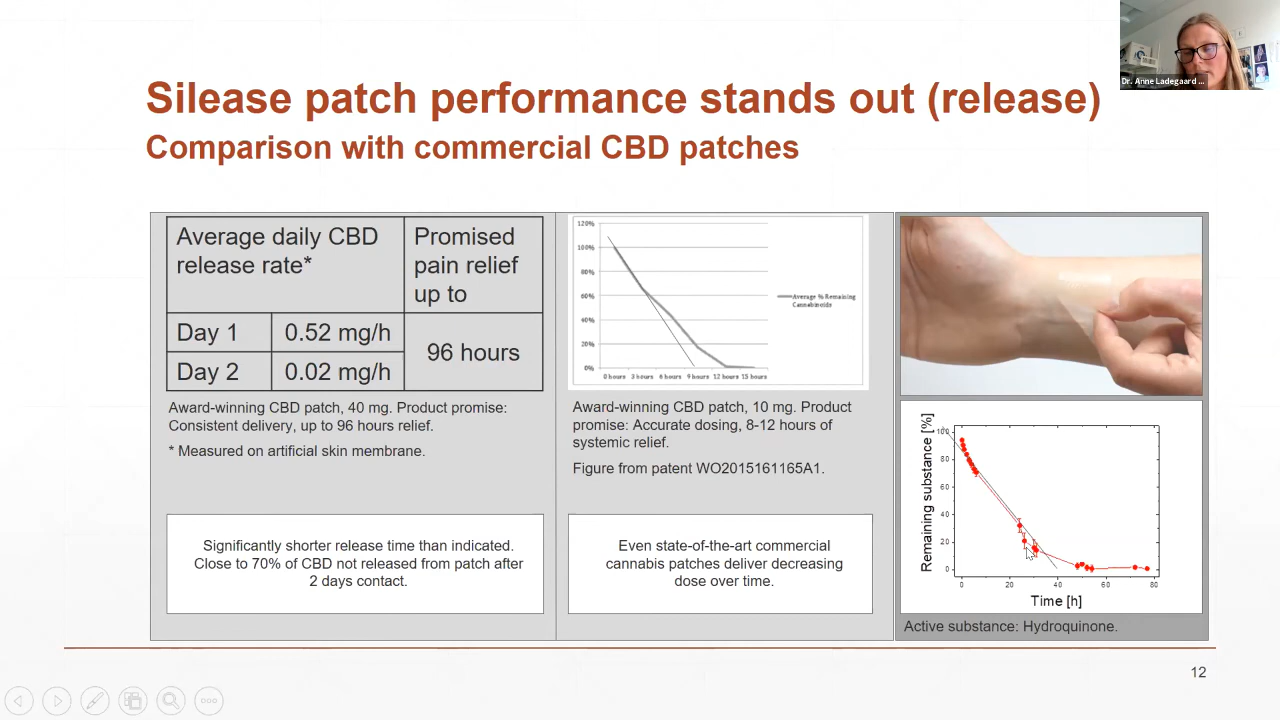 Dr. Anne Ladegaard ...
Silease patch performance stands out (release)
Comparison with commercial CBD patches
Average daily CBD
release rate*
Promised
pain relief
up to
Day 1
0.52 mg/h
96 hours
Day 2
0.02 mg/h
Award-winning CBD patch, 40 mg. Product promise:
Consistent delivery, up to 96 hours relief.
* Measured on artificial skin membrane.
Significantly shorter release time than indicated.
Close to 70% of CBD not released from patch after
2 days contact.
120%
100%
80%
60%
40%
20%
0%
0 hours 3 hours 6 hours 9 hours 12 hours 15 hours
Average % Remaining
Cannabinoids
Award-winning CBD patch, 10 mg. Product
promise: Accurate dosing, 8-12 hours of
systemic relief.
Figure from patent WO2015161165A1.
Even state-of-the-art commercial
cannabis patches deliver decreasing
dose over time.
Remaining substance [%]
100
80
60
40
20
0
0 20 40 60 80
Time [h]
Active substance: Hydroquinone.
12